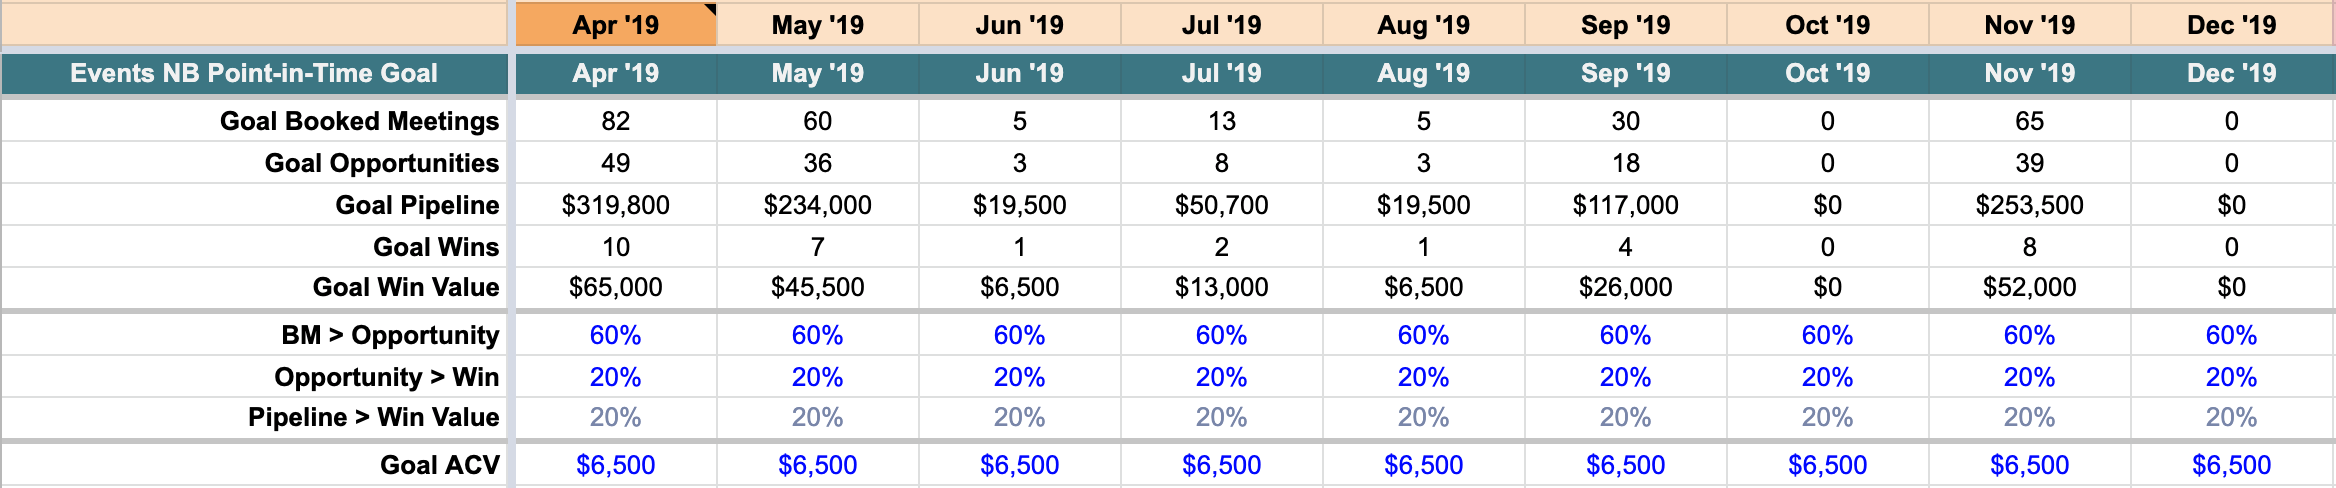 Apr '19 May '19 Jun '19 Jul '19 Aug '19 Sep '19 Oct '19 Nov '19 Dec '19
Events NB Point-in-Time Goal Apr '19 May '19 Jun '19 Jul '19 Aug '19 Sep '19 Oct '19 Nov '19 Dec '19
Goal Booked Meetings 82 60 5 13 5 30 0 65 0
Goal Opportunities 49 36 3 8 3 18 0 39 0
Goal Pipeline $319,800 $234,000 $19,500 $50,700 $19,500 $117,000 $0 $253,500 $0
Goal Wins 10 7 1 2 1 4 0 8 0
Goal Win Value $65,000 $45,500 $6,500 $13,000 $6,500 $26,000 $0 $52,000 $0
BM > Opportunity 60% 60% 60% 60% 60% 60% 60% 60% 60%
Opportunity > Win 20% 20% 20% 20% 20% 20% 20% 20% 20%
Pipeline > Win Value 20% 20% 20% 20% 20% 20% 20% 20% 20%
Goal ACV $6,500 $6,500 $6,500 $6,500 $6,500 $6,500 $6,500 $6,500 $6,500